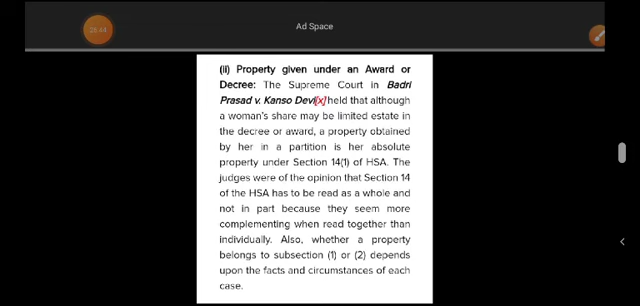 Ad Space
(ii) Property given under an Award or
Decree: The Supreme Court in Badri
Prasad v. Kanso Devi[x] held that although
a woman's share may be limited estate in
the decree or award, a property obtained
by her in a partition is her absolute
property under Section 14(1) of HSA. The
judges were of the opinion that Section 14
of the HSA has to be read as a whole and
not in part because they seem more
complementing when read together than
individually. Also, whether a property
belongs to subsection (1) or (2) depends
upon the facts and circumstances of each
case.